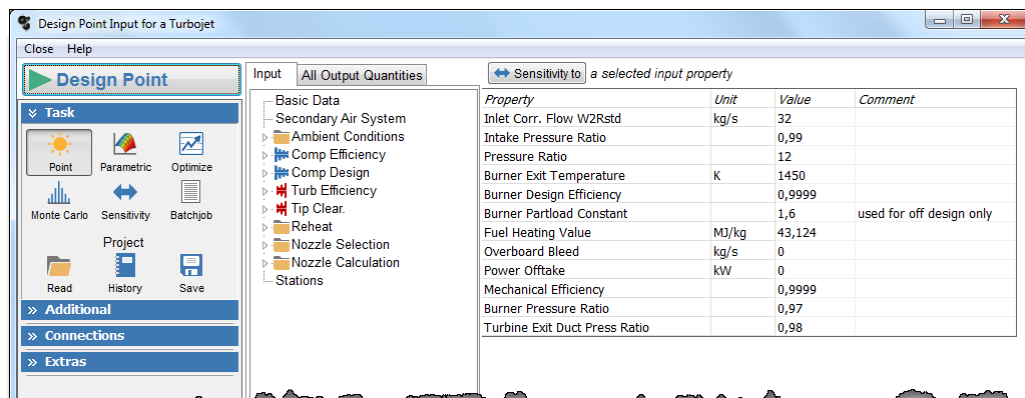 Design Point Input for a Turbojet
Close Help
Design Point
Task
Point Parametric Optimize
Monte Carlo Sensitivity Batchjob
Project
Read History Save
Additional
Connections
Extras
Input All Output Quantities
Basic Data
Secondary Air System
Ambient Conditions
Comp Efficiency
Comp Design
Turb Efficiency
Tip Clear.
Reheat
Nozzle Selection
Nozzle Calculation
Stations
Sensitivity to a selected input property
Property Unit Value Comment
Inlet Corr. Flow W2Rstd kg/s 32
Intake Pressure Ratio 0,99
Pressure Ratio 12
Burner Exit Temperature K 1450
Burner Design Efficiency 0,9999
Burner Partload Constant 1,6 used for off design only
Fuel Heating Value MJ/kg 43,124
Overboard Bleed kg/s 0
Power Offtake kW 0
Mechanical Efficiency 0,9999
Burner Pressure Ratio 0,97
Turbine Exit Duct Press Ratio 0,98